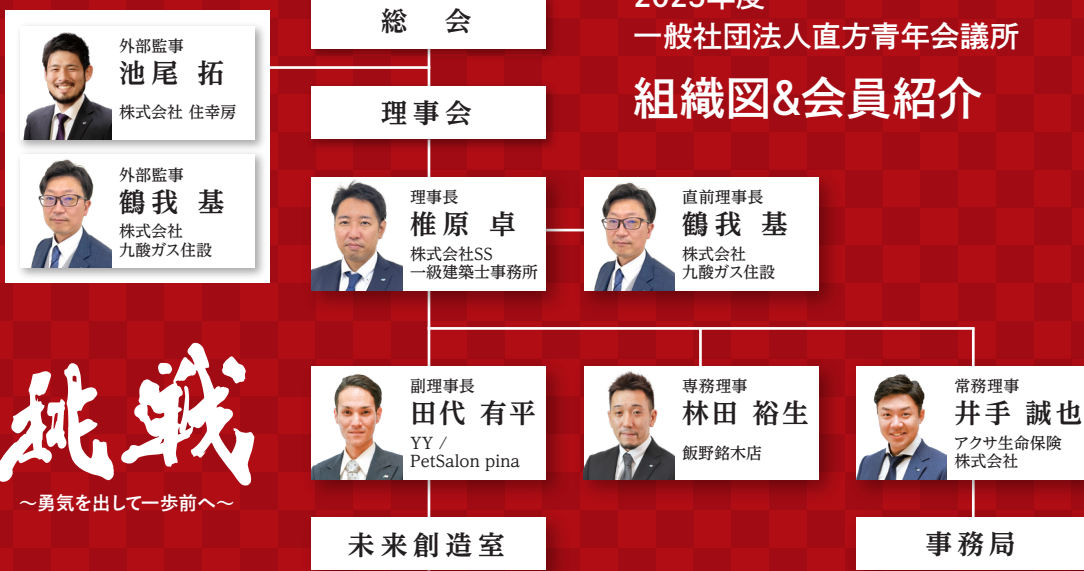 2023年度
一般社団法人直方青年会議所
組織図&会員紹介
総 会
理事会
外部監事
池尾 拓
株式会社 住幸房
外部監事
鶴我 基
株式会社
九酸ガス住設
理事長
椎原 卓
株式会社SS
一級建築士事務所
直前理事長
鶴我 基
株式会社
九酸ガス住設
挑戦
～勇気を出して一歩前へ～
副理事長
田代 有平
YY /
PetSalon pina
専務理事
林田 裕生
飯野銘木店
常務理事
井手 誠也
アクサ生命保険
株式会社
未来創造室
事務局